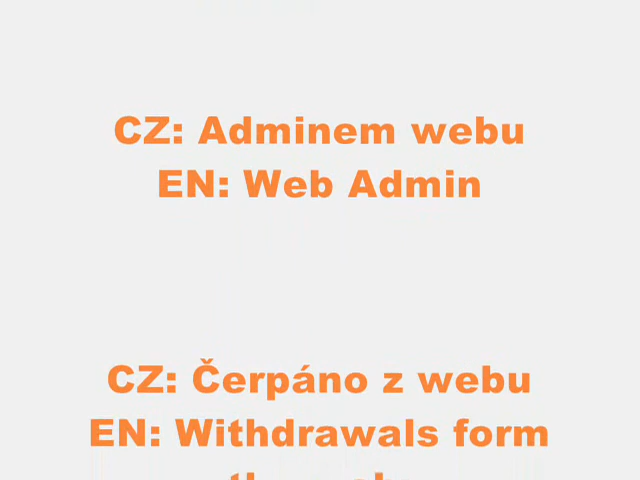 CZ: Adminem webu
EN: Web Admin
CZ: Čerpáno z webu
EN: Withdrawals form